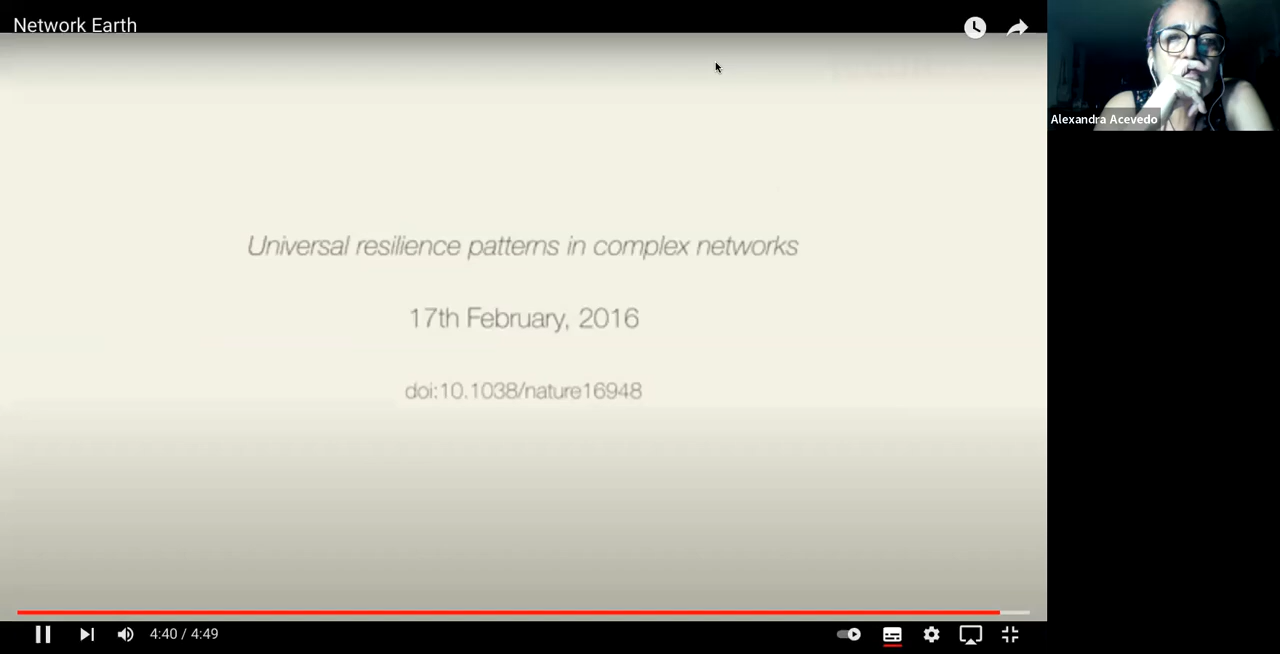 Network Earth
Alexandra Acevedo
Universal resilience patterns in complex networks
17th February, 2016
doi:10.1038/nature16948
4:40 / 4:49